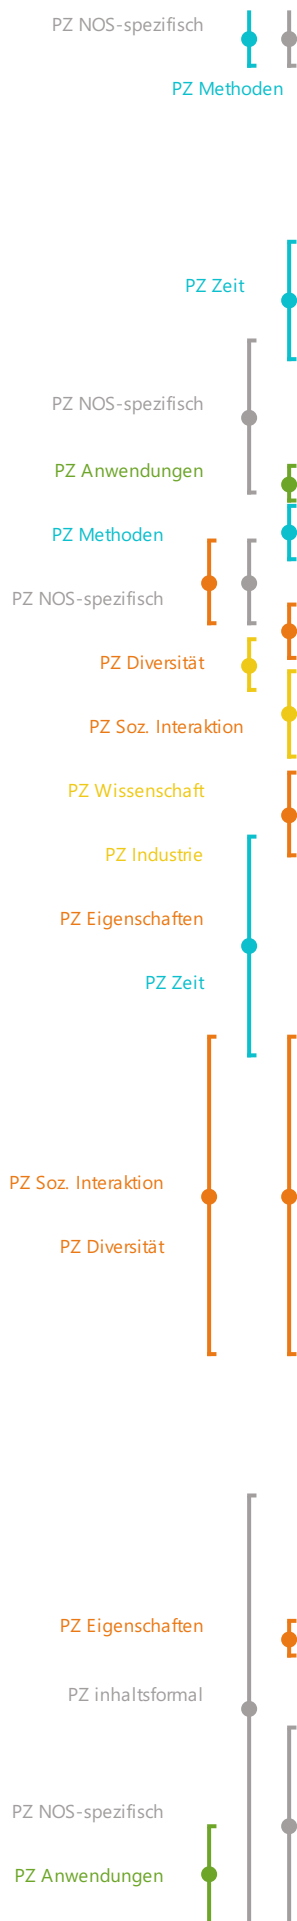 PZ NOS-spezifisch
PZ Methoden
PZ Zeit
PZ NOS-spezifisch
PZ Anwendungen
PZ Methoden
PZ NOS-spezifisch
PZ Diversität
PZ Soz. Interaktion
PZ Wissenschaft
PZ Industrie
PZ Eigenschaften
PZ Zeit
PZ Soz. Interaktion
PZ Diversität
PZ Eigenschaften
PZ inhaltsformal
PZ NOS-spezifisch
PZ Anwendungen